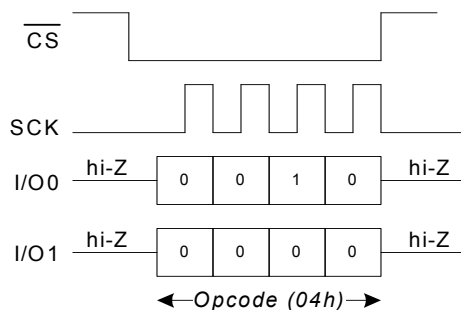 CS
SCK
hi-Z
hi-Z
I/O0
0 0 1 0
hi-Z
hi-Z
I/O1
0 0 0 0
Opcode (04h)